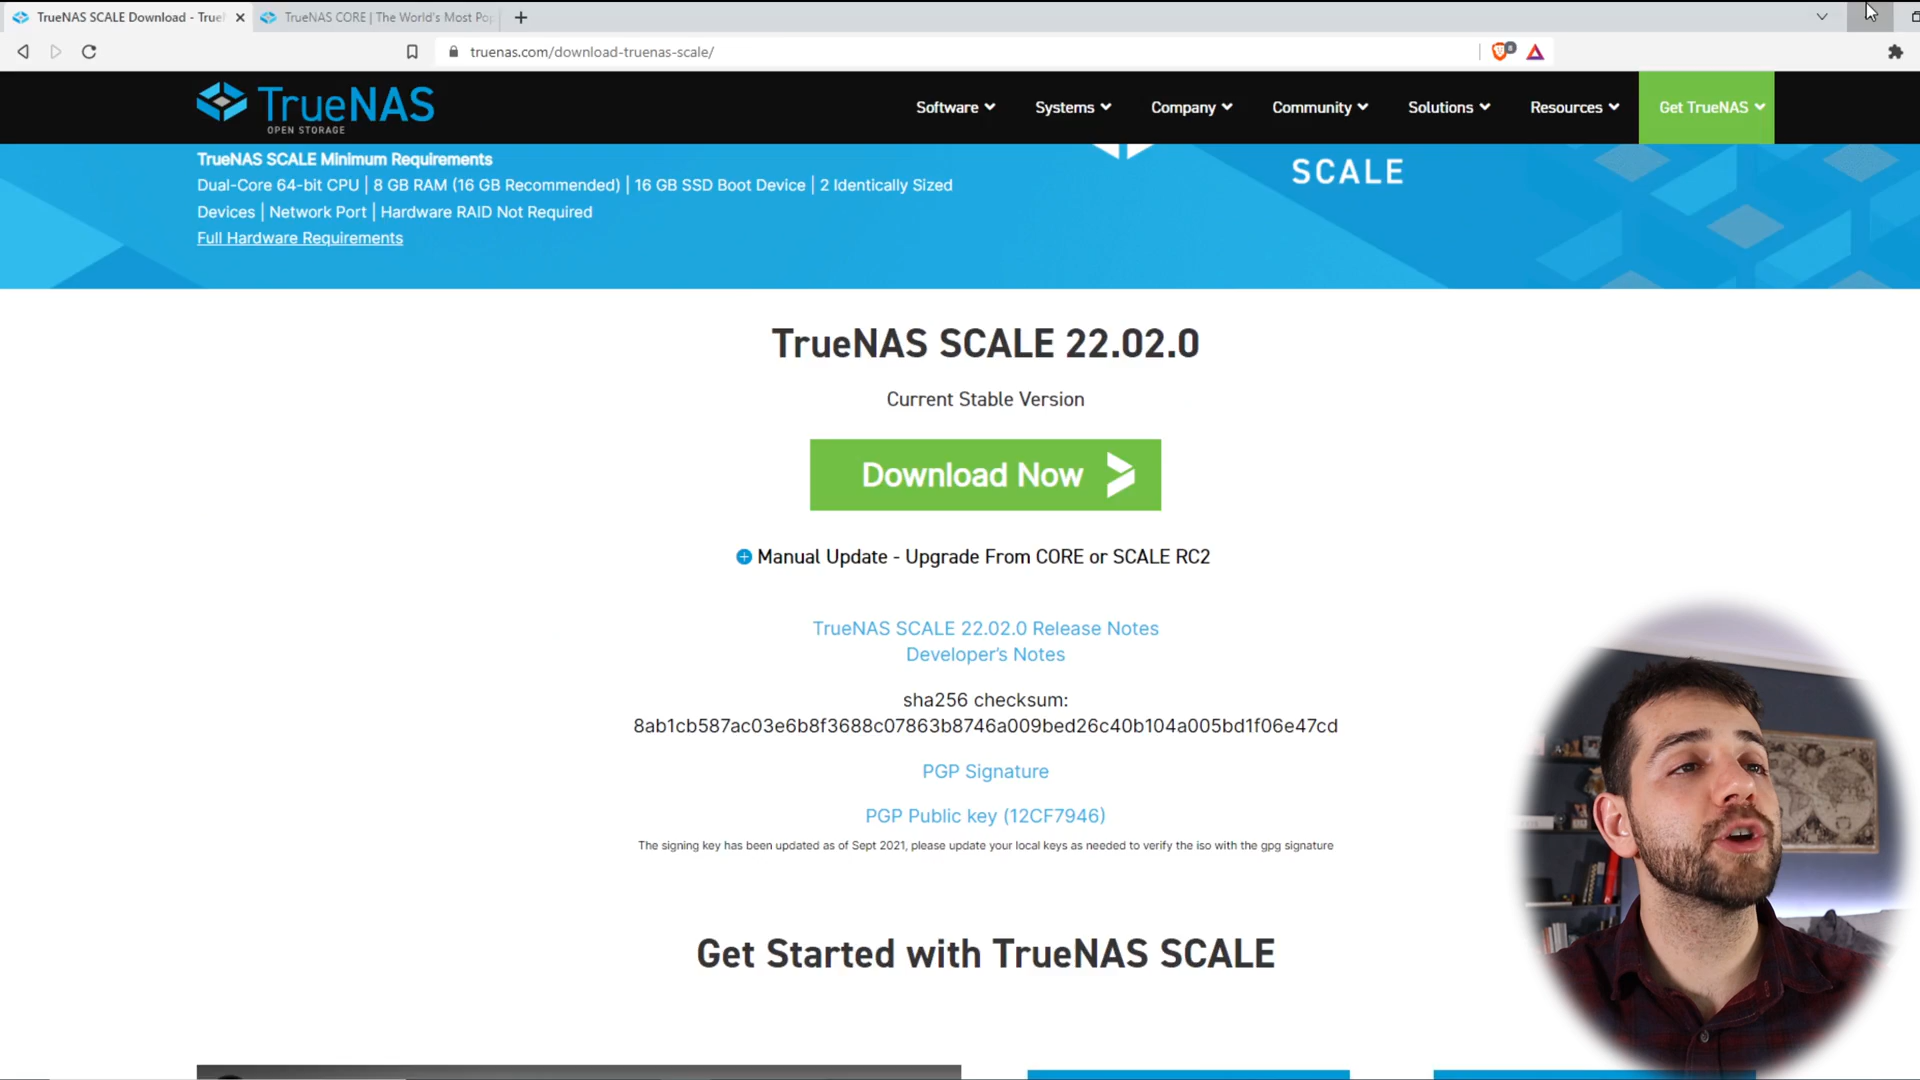 TrueNAS SCALE Download - True
TrueNAS CORE | The World's Most Pop
truenas.com/download-truenas-scale/
8
TrueNAS
OPEN STORAGE
Software
Systems
Company
Community
Solutions
Resources
Get TrueNAS
TrueNAS SCALE Minimum Requirements
Dual-Core 64-bit CPU | 8 GB RAM (16 GB Recommended) | 16 GB SSD Boot Device | 2 Identically Sized
Devices | Network Port | Hardware RAID Not Required
Full Hardware Requirements
SCALE
TrueNAS SCALE 22.02.0
Current Stable Version
Download Now
Manual Update - Upgrade From CORE or SCALE RC2
TrueNAS SCALE 22.02.0 Release Notes
Developer's Notes
sha256 checksum:
8ab1cb587ac03e6b8f3688c07863b8746a009bed26c40b104a005bd1f06e47cd
PGP Signature
PGP Public key (12CF7946)
The signing key has been updated as of Sept 2021, please update your local keys as needed to verify the iso with the gpg signature
Get Started with TrueNAS SCALE